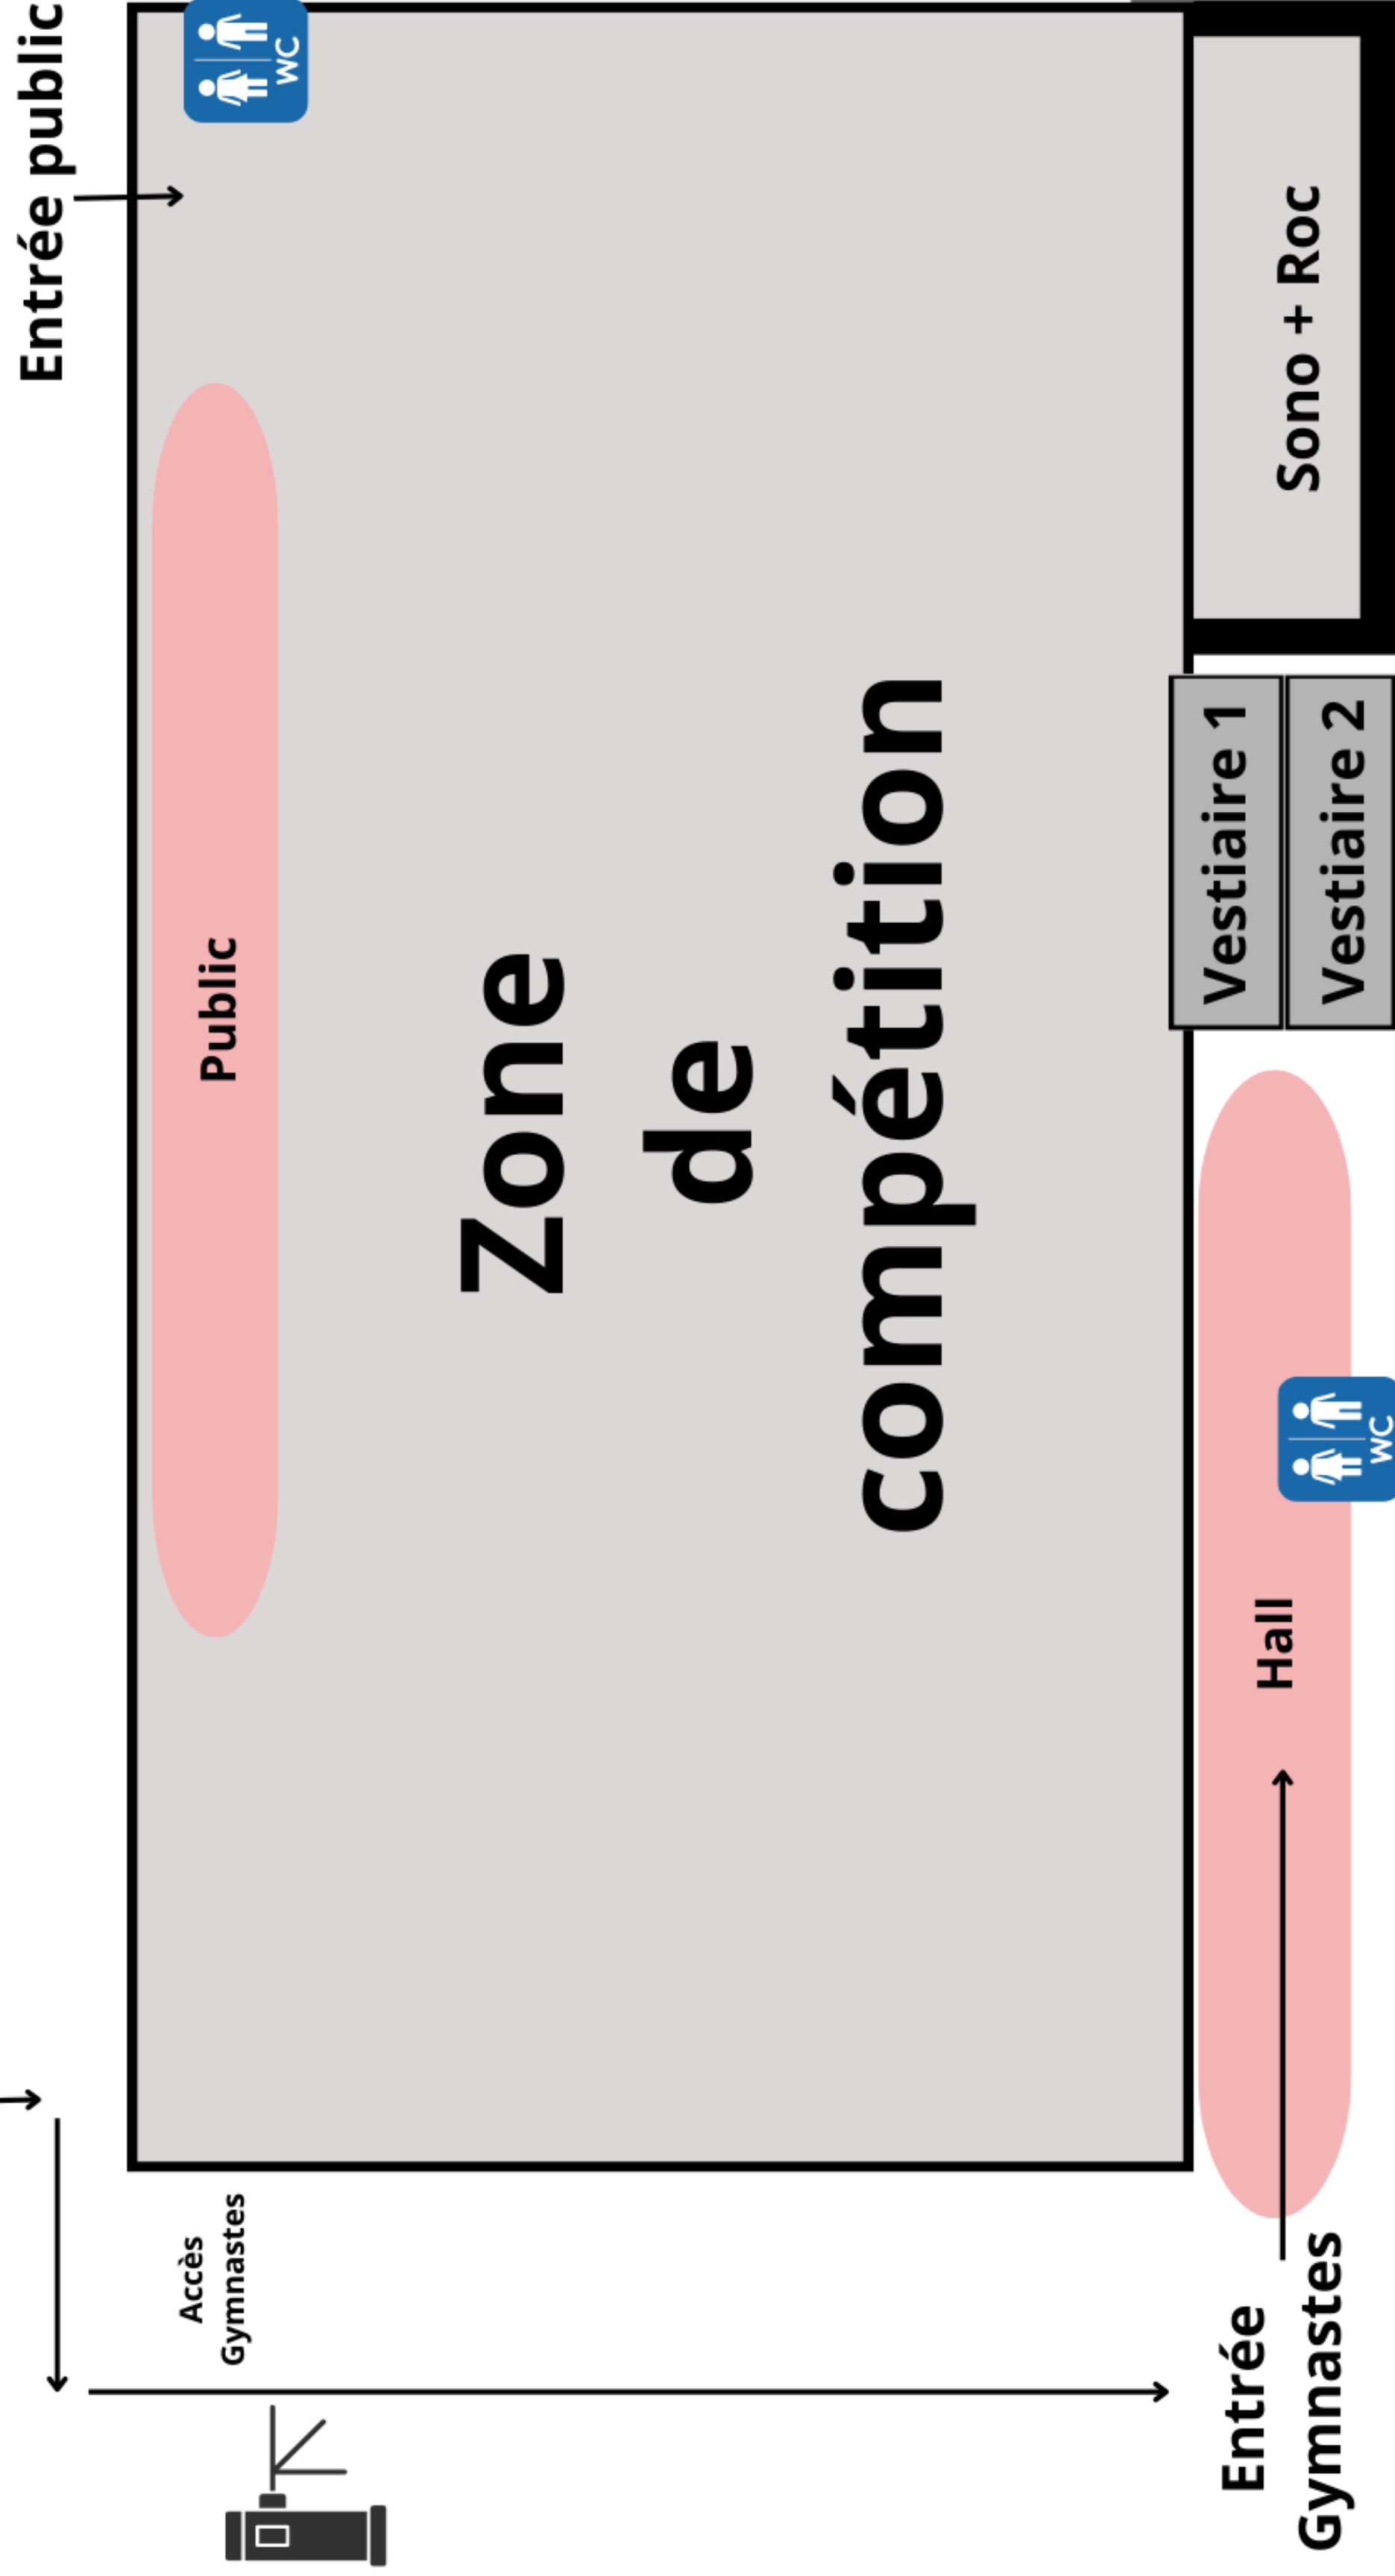 Entrée public
WC
Public
Zone
de
compétition
Accès
Gymnastes
Vestiaire 1
Vestiaire 2
Sono + Roc
Hall
WC
Entrée
Gymnastes